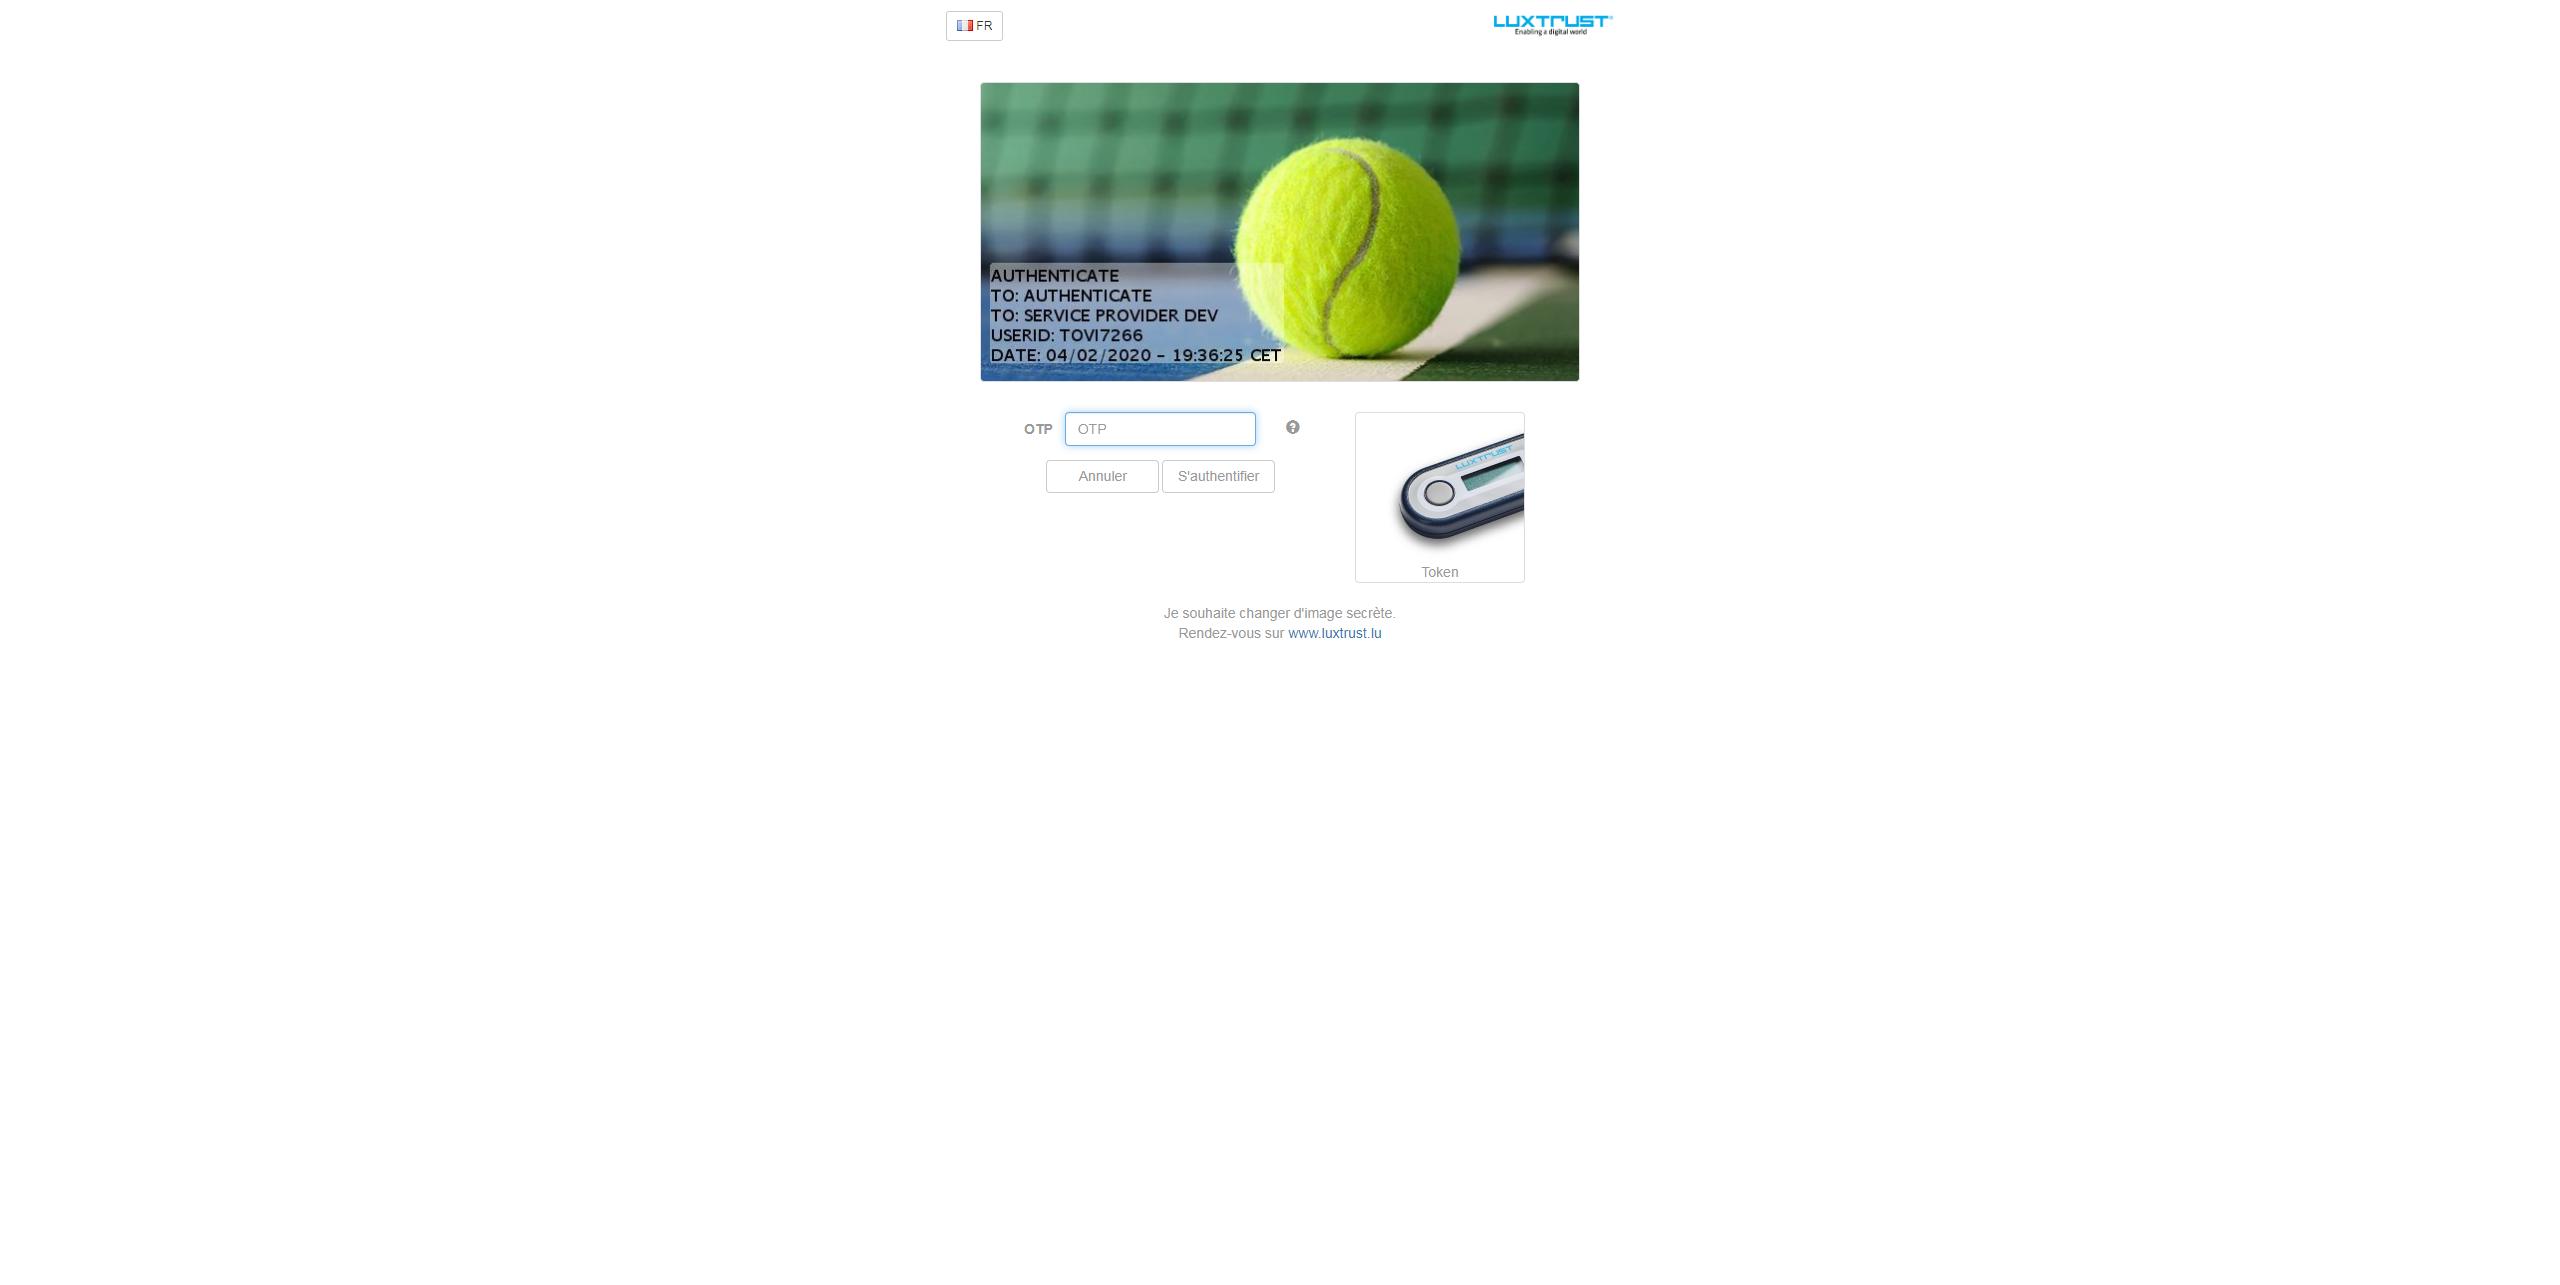 FR
LUXTRUST
Enabling a digital world
AUTHENTICATE
TO: AUTHENTICATE
TO: SERVICE PROVIDER DEV
USERID: TOVI7266
DATE: 04/02/2020 - 19:36:25 CET
OTP
OTP
Annuler
S'authentifier
LUXTRUST
Token
Je souhaite changer d'image secrète.
Rendez-vous sur www.luxtrust.lu